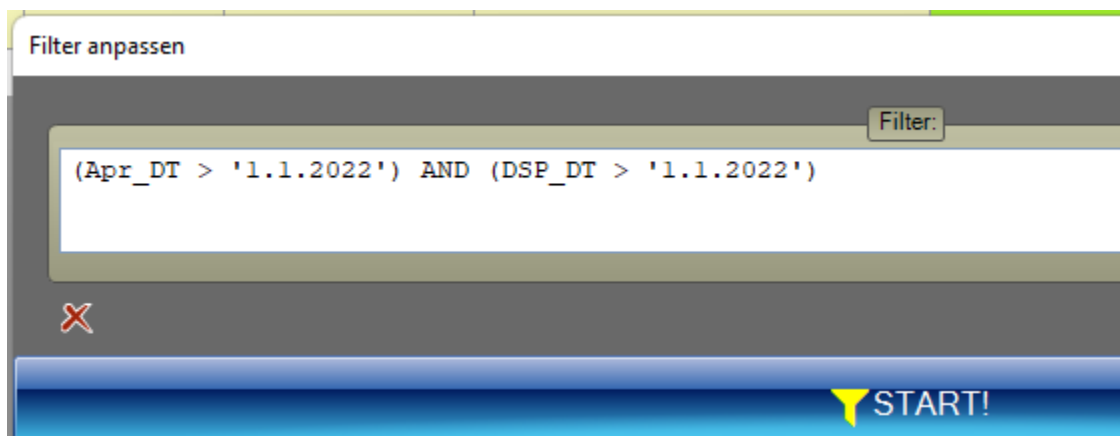 Filter anpassen
Filter:
(Apr_DT > '1.1.2022') AND (DSP_DT > '1.1.2022')
START!